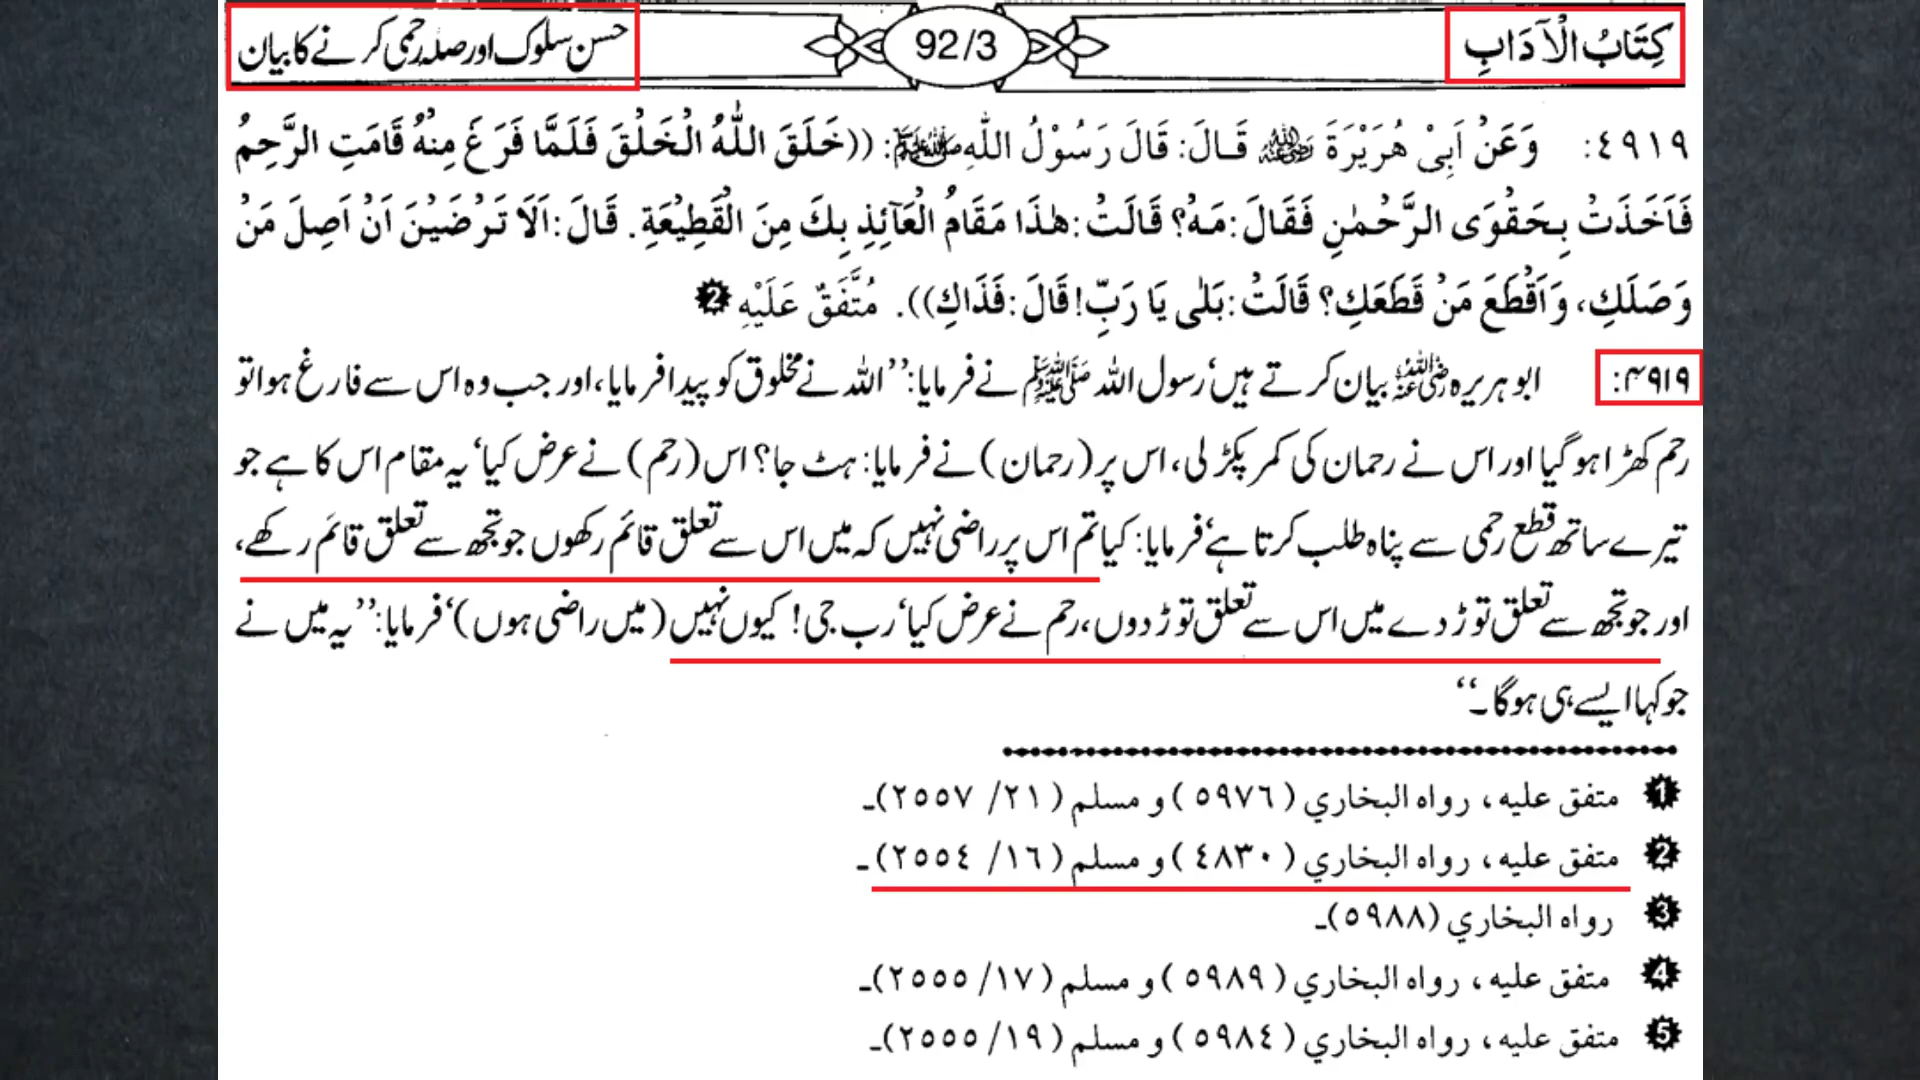 كِتَابُ الْآدَابِ
92/3
حسن سلوک اور صلہ رحمی کرنے کا بیان
٤٩١٩: وَعَنْ اَبِیْ هُرَيْرَةَ رضی اللہ عنہ قَالَ: قَالَ رَسُوْلُ اللّٰهِ ﷺ: ((خَلَقَ اللّٰهُ الْخَلْقَ فَلَمَّا فَرَغَ مِنْهُ قَامَتِ الرَّحِمُ
فَاَخَذَتْ بِحَقْوَی الرَّحْمٰنِ فَقَالَ: مَهْ؟ قَالَتْ: هٰذَا مَقَامُ الْعَآئِذِ بِكَ مِنَ الْقَطِيْعَةِ. قَالَ: اَلَا تَرْضَيْنَ اَنْ اَصِلَ مَنْ
وَصَلَكِ، وَاَقْطَعَ مَنْ قَطَعَكِ؟ قَالَتْ: بَلٰى يَا رَبِّ! قَالَ: فَذَاكِ)). مُتَّفَقٌ عَلَيْهِ 2
۴۹۱۹: ابو ہریرہ رضی اللہ عنہ بیان کرتے ہیں، رسول اللہ ﷺ نے فرمایا: ’’اللہ نے مخلوق کو پیدا فرمایا، اور جب وہ اس سے فارغ ہوا تو
رحم کھڑا ہو گیا اور اس نے رحمان کی کمر پکڑ لی، اس پر (رحمان) نے فرمایا: ہٹ جا؟ اس (رحم) نے عرض کیا‘ یہ مقام اس کا ہے جو
تیرے ساتھ قطع رحمی سے پناہ طلب کرتا ہے‘ فرمایا: کیا تم اس پر راضی نہیں کہ میں اس سے تعلق قائم رکھوں جو تجھ سے تعلق قائم رکھے،
اور جو تجھ سے تعلق توڑ دے میں اس سے تعلق توڑ دوں، رحم نے عرض کیا‘ رب جی! کیوں نہیں (میں راضی ہوں)‘ فرمایا: ’’یہ میں نے
جو کہا ایسے ہی ہوگا۔‘‘
1 متفق عليه، رواه البخاري (٥٩٧٦) و مسلم (٢١/ ٢٥٥٧)۔
2 متفق عليه، رواه البخاري (٤٨٣٠) و مسلم (١٦/ ٢٥٥٤)۔
3 رواه البخاري (٥٩٨٨)۔
4 متفق عليه، رواه البخاري (٥٩٨٩) و مسلم (١٧/ ٢٥٥٥)۔
5 متفق عليه، رواه البخاري (٥٩٨٤) و مسلم (١٩/ ٢٥٥٥)۔